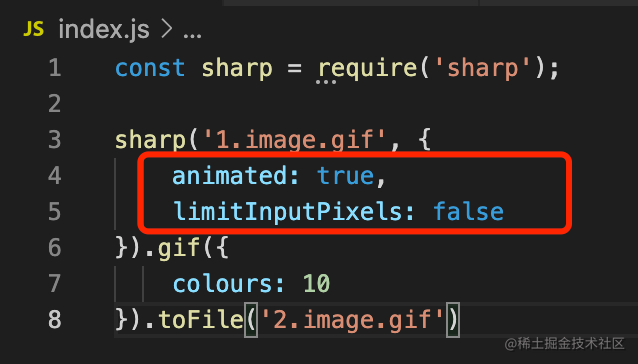 JS index.js > ...
1 const sharp = require('sharp');
2
3 sharp('1.image.gif', {
4 animated: true,
5 limitInputPixels: false
6 }).gif({
7 colours: 10
8 }).toFile('2.image.gif')
@稀土掘金技术社区